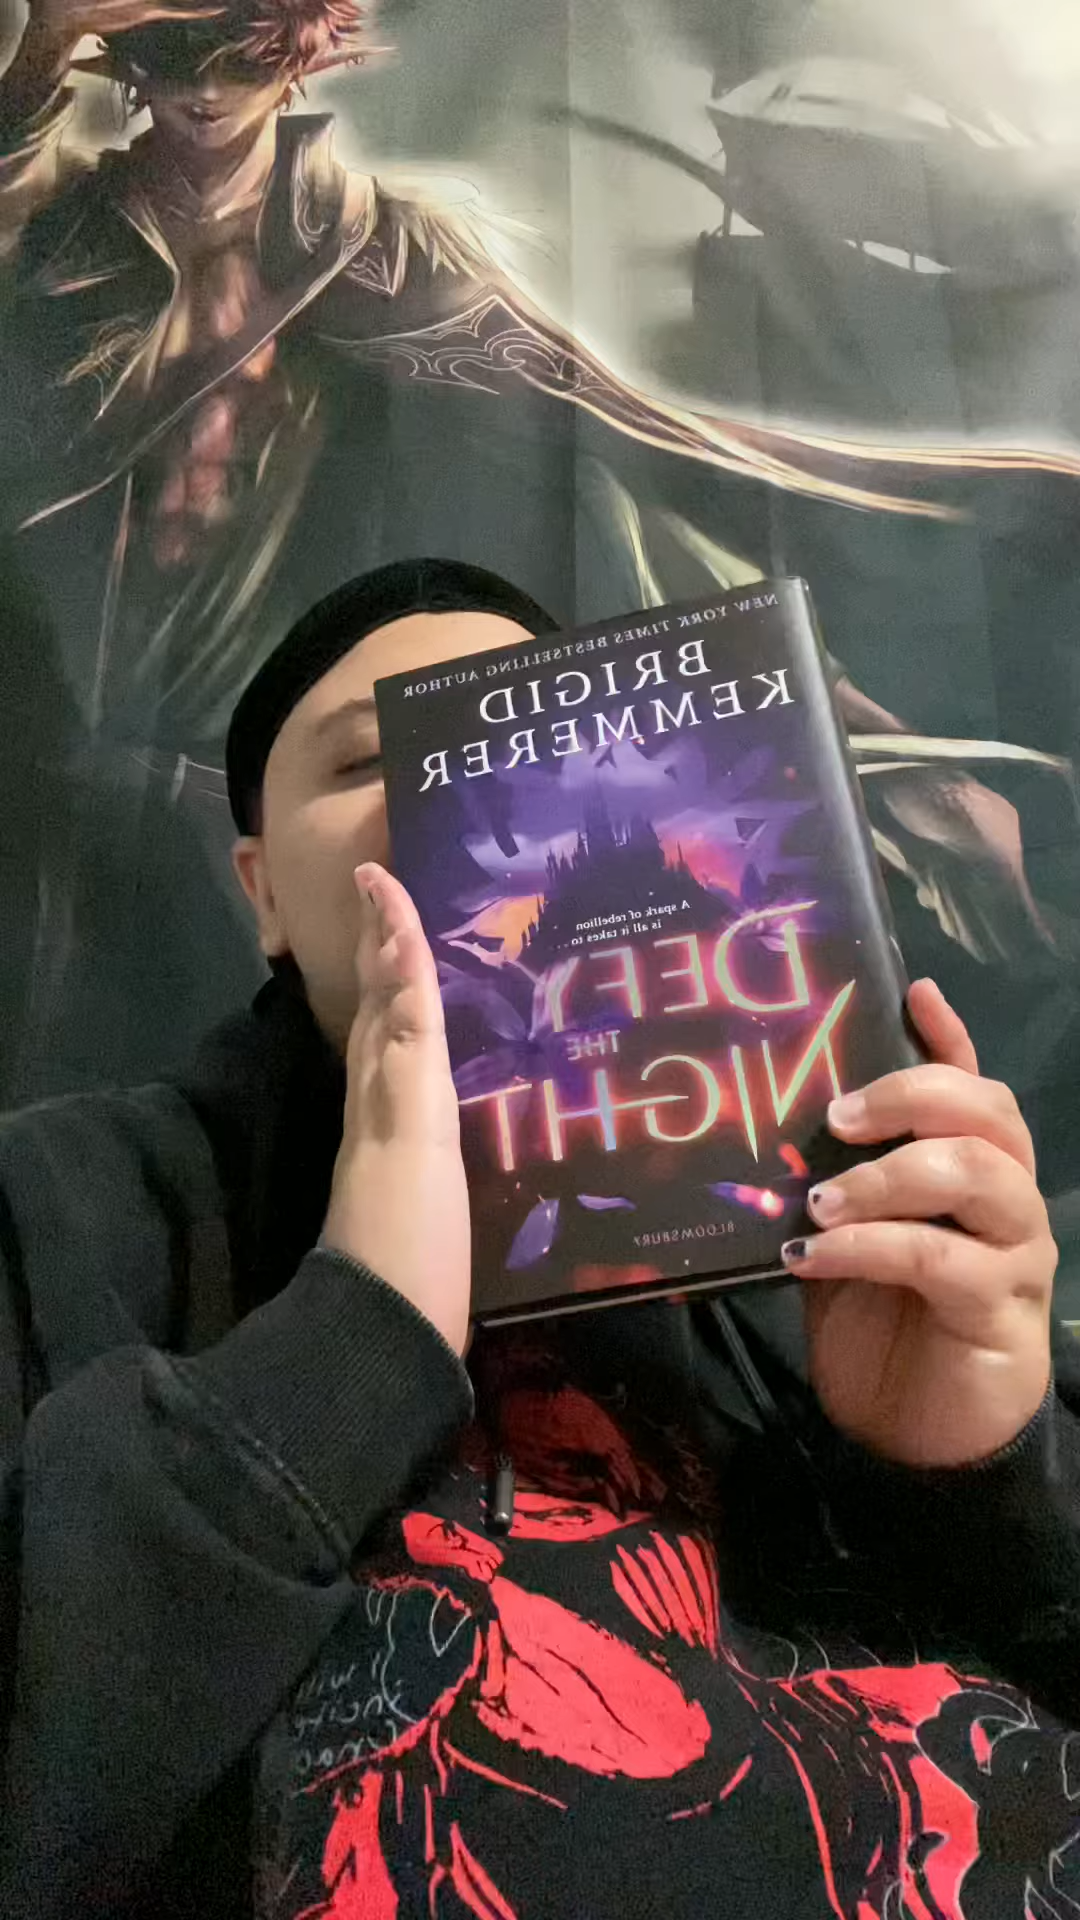 NEW YORK TIMES BESTSELLING AUTHOR
BRIGID
KEMMERER
A spark of rebellion
is all it takes to...
DEFY
THE
NIGHT
BLOOMSBURY